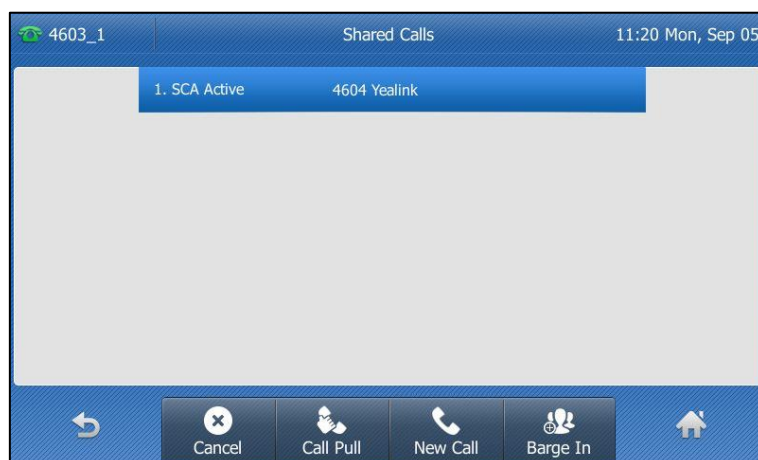 4603_1 Shared Calls 11:20 Mon, Sep 05
1. SCA Active 4604 Yealink
Cancel Call Pull New Call Barge In